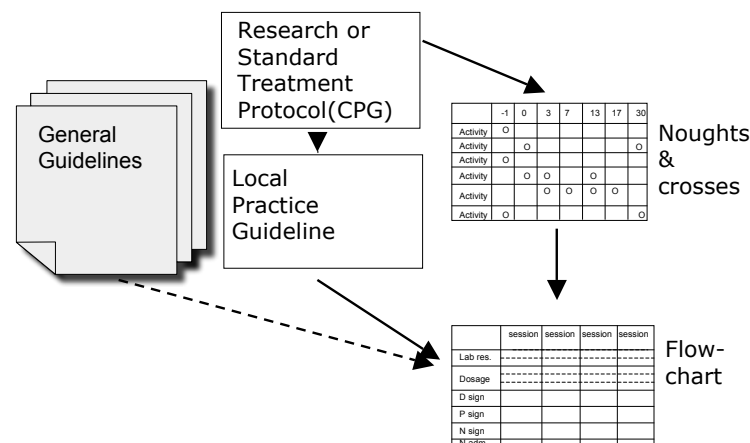 Research or
Standard
Treatment
Protocol(CPG)
General
Guidelines
Local
Practice
Guideline
-1 0 3 7 13 17 30
Activity O
Activity O O
Activity O
Activity O O O
Activity O O O O
Activity O O
Noughts
&
crosses
session session session session
Lab res.
Dosage
D sign
P sign
N sign
N adm
Flow-
chart